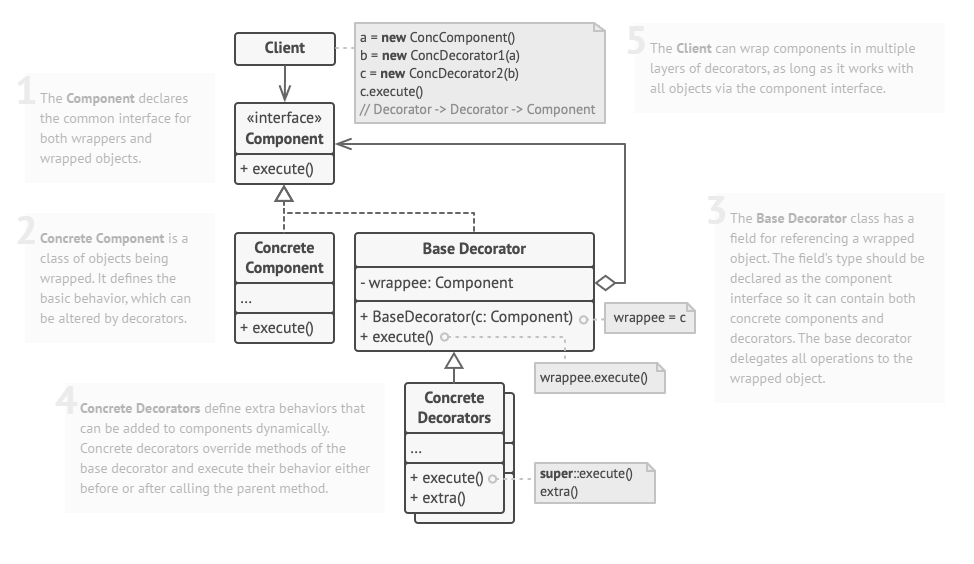 Client
a = new ConcComponent()
b = new ConcDecorator1(a)
c = new ConcDecorator2(b)
c.execute()
// Decorator -> Decorator -> Component
5
The Client can wrap components in multiple
layers of decorators, as long as it works with
all objects via the component interface.
1
The Component declares
the common interface for
both wrappers and
wrapped objects.
«interface»
Component
+ execute()
2
Concrete Component is a
class of objects being
wrapped. It defines the
basic behavior, which can
be altered by decorators.
Concrete
Component
...
+ execute()
Base Decorator
- wrappee: Component
+ BaseDecorator(c: Component)
+ execute()
wrappee = c
wrappee.execute()
3
The Base Decorator class has a
field for referencing a wrapped
object. The field's type should be
declared as the component
interface so it can contain both
concrete components and
decorators. The base decorator
delegates all operations to the
wrapped object.
4
Concrete Decorators define extra behaviors that
can be added to components dynamically.
Concrete decorators override methods of the
base decorator and execute their behavior either
before or after calling the parent method.
Concrete
Decorators
...
+ execute()
+ extra()
super::execute()
extra()